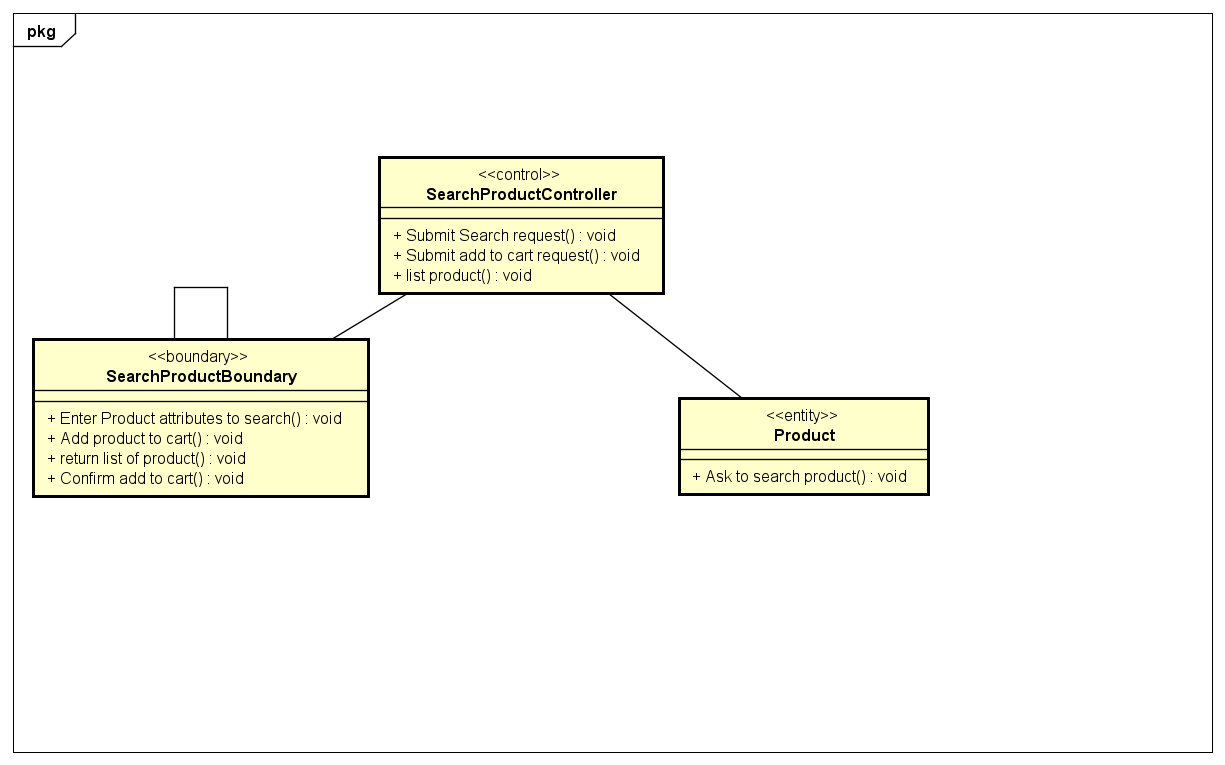 pkg
<<control>>
SearchProductController
+ Submit Search request() : void
+ Submit add to cart request() : void
+ list product() : void
<<boundary>>
SearchProductBoundary
+ Enter Product attributes to search() : void
+ Add product to cart() : void
+ return list of product() : void
+ Confirm add to cart() : void
<<entity>>
Product
+ Ask to search product() : void